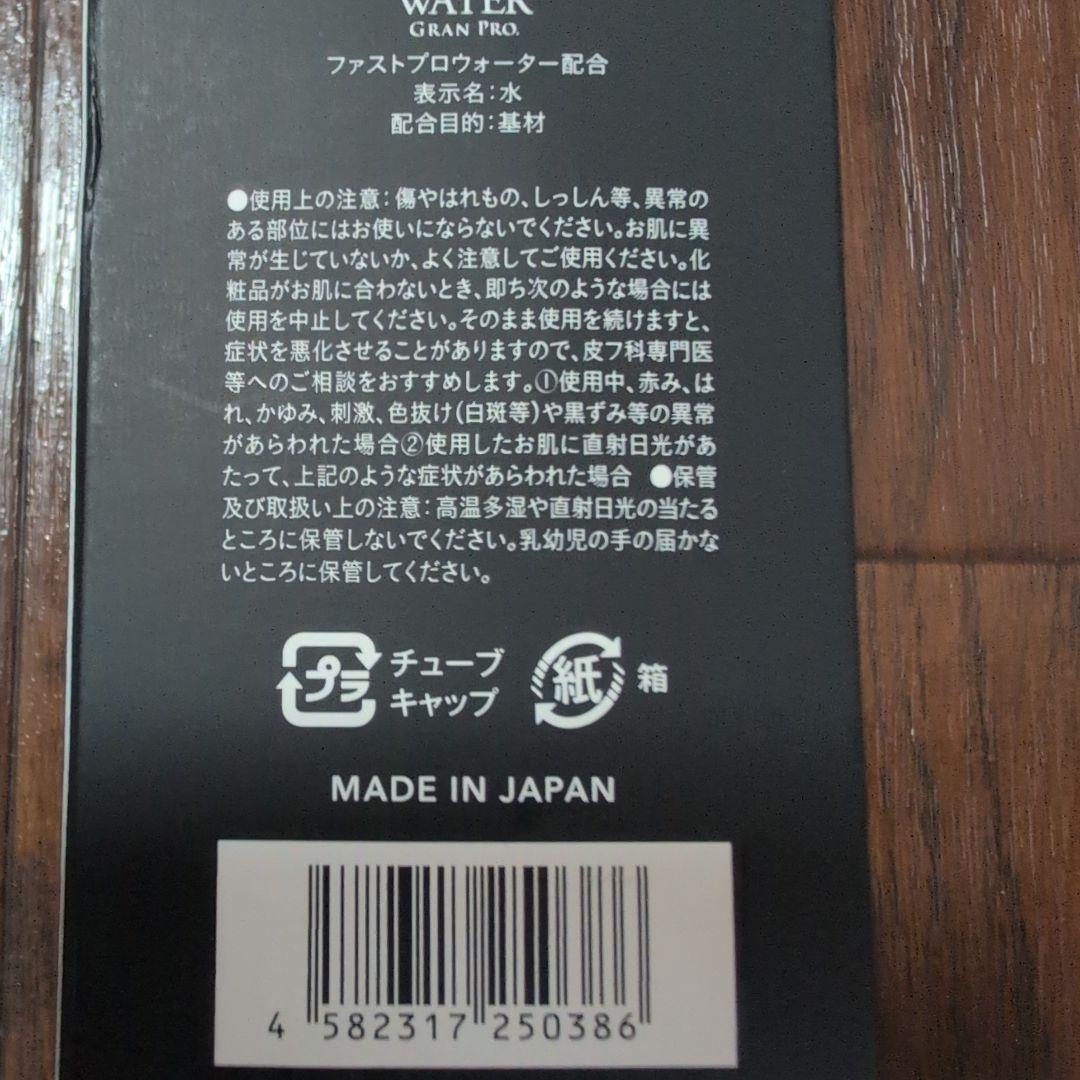 WATER
GRAN PRO.
ファストプロウォーター配合
表示名：水
配合目的：基材
●使用上の注意：傷やはれもの、しっしん等、異常の
ある部位にはお使いにならないでください。お肌に異
常が生じていないか、よく注意してご使用ください。化
粧品がお肌に合わないとき、即ち次のような場合には
使用を中止してください。そのまま使用を続けますと、
症状を悪化させることがありますので、皮フ科専門医
等へのご相談をおすすめします。①使用中、赤み、は
れ、かゆみ、刺激、色抜け（白斑等）や黒ずみ等の異常
があらわれた場合②使用したお肌に直射日光があ
たって、上記のような症状があらわれた場合　●保管
及び取扱い上の注意：高温多湿や直射日光の当たる
ところに保管しないでください。乳幼児の手の届かな
いところに保管してください。
プラ チューブ
キャップ
紙 箱
MADE IN JAPAN
4 582317 250386